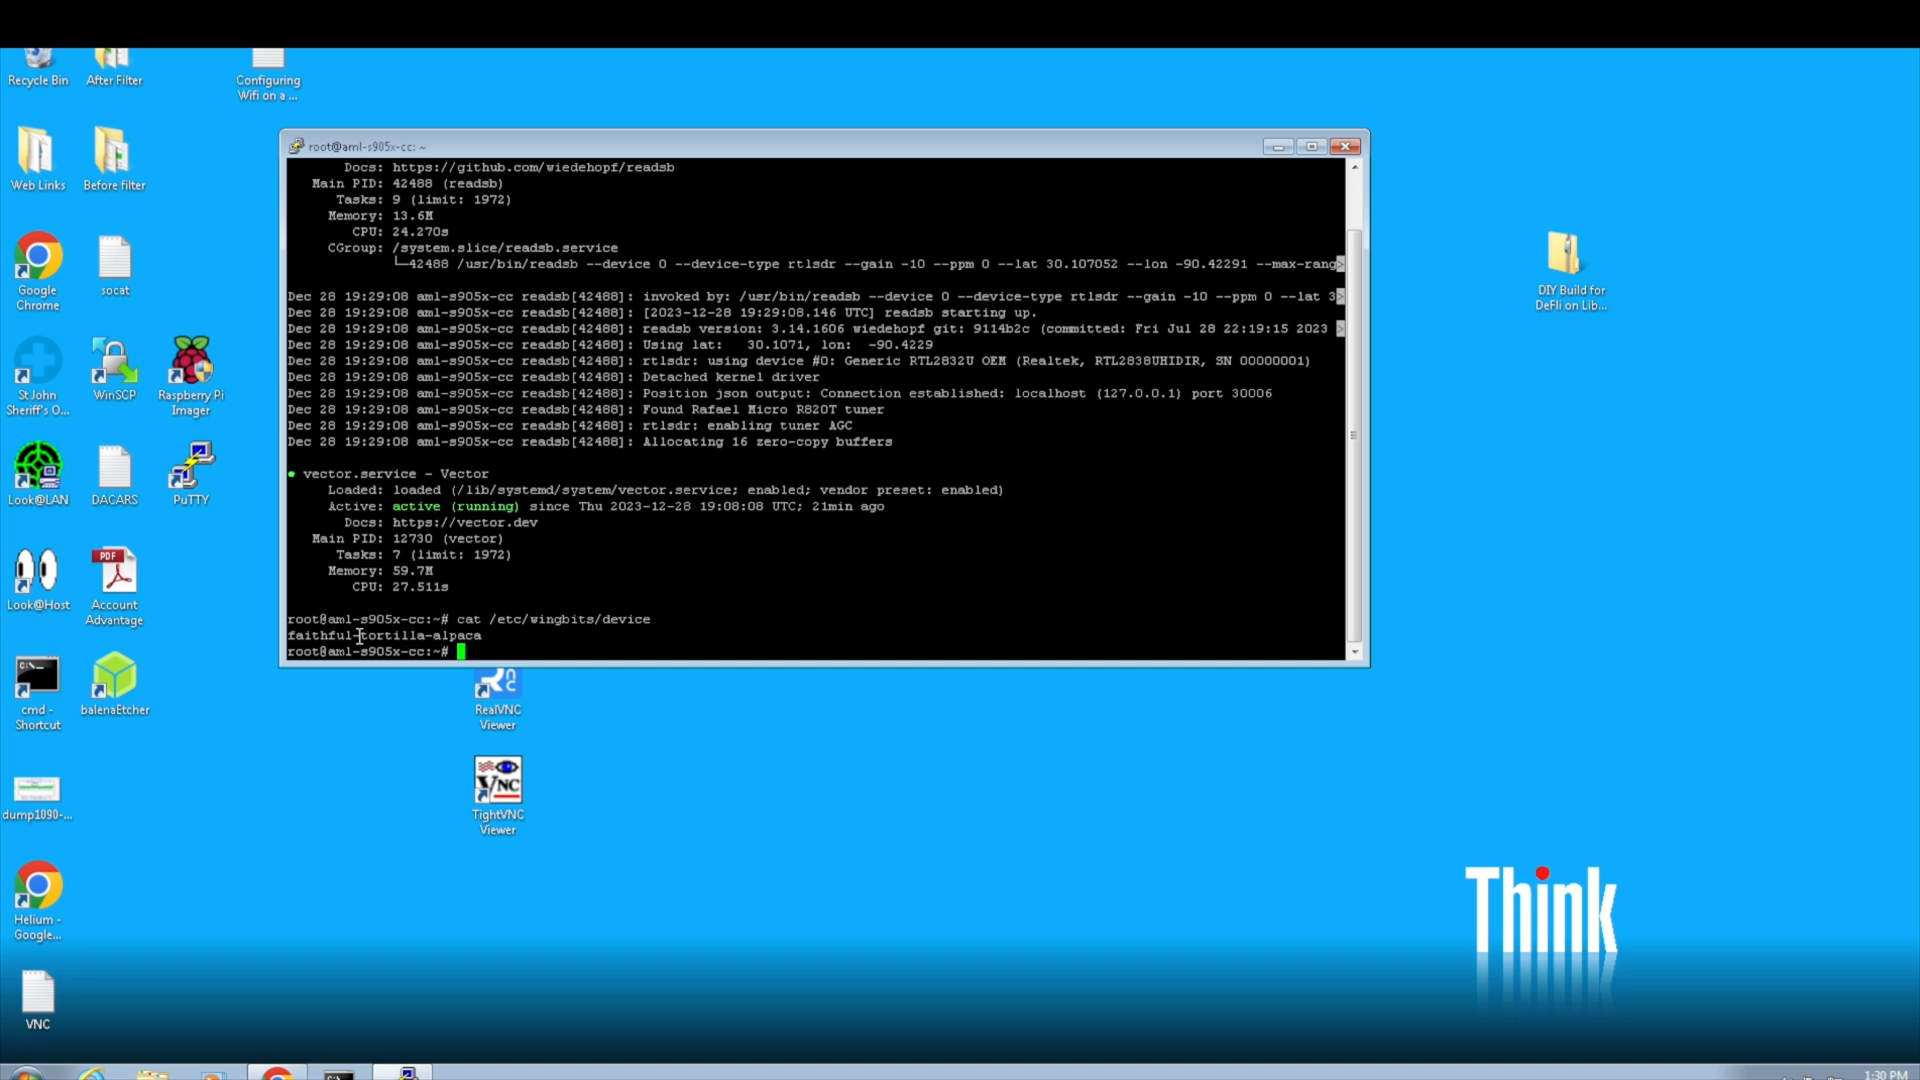 Recycle Bin
After Filter
Configuring
Wifi on a ...
Web Links
Before filter
Google
Chrome
socat
St John
Sheriff's O...
WinSCP
Raspberry Pi
Imager
Look@LAN
DACARS
PuTTY
Look@Host
PDF
Account
Advantage
C:\_
cmd -
Shortcut
balenaEtcher
dump1090-...
Helium -
Google...
VNC
root@aml-s905x-cc: ~
Docs: https://github.com/wiedehopf/readsb
Main PID: 42488 (readsb)
Tasks: 9 (limit: 1972)
Memory: 13.6M
CPU: 24.270s
CGroup: /system.slice/readsb.service
└─42488 /usr/bin/readsb --device 0 --device-type rtlsdr --gain -10 --ppm 0 --lat 30.107052 --lon -90.42291 --max-rang>
Dec 28 19:29:08 aml-s905x-cc readsb[42488]: invoked by: /usr/bin/readsb --device 0 --device-type rtlsdr --gain -10 --ppm 0 --lat 3>
Dec 28 19:29:08 aml-s905x-cc readsb[42488]: [2023-12-28 19:29:08.146 UTC] readsb starting up.
Dec 28 19:29:08 aml-s905x-cc readsb[42488]: readsb version: 3.14.1606 wiedehopf git: 9114b2c (committed: Fri Jul 28 22:19:15 2023 >
Dec 28 19:29:08 aml-s905x-cc readsb[42488]: Using lat:   30.1071, lon:  -90.4229
Dec 28 19:29:08 aml-s905x-cc readsb[42488]: rtlsdr: using device #0: Generic RTL2832U OEM (Realtek, RTL2838UHIDIR, SN 00000001)
Dec 28 19:29:08 aml-s905x-cc readsb[42488]: Detached kernel driver
Dec 28 19:29:08 aml-s905x-cc readsb[42488]: Position json output: Connection established: localhost (127.0.0.1) port 30006
Dec 28 19:29:08 aml-s905x-cc readsb[42488]: Found Rafael Micro R820T tuner
Dec 28 19:29:08 aml-s905x-cc readsb[42488]: rtlsdr: enabling tuner AGC
Dec 28 19:29:08 aml-s905x-cc readsb[42488]: Allocating 16 zero-copy buffers
● vector.service - Vector
Loaded: loaded (/lib/systemd/system/vector.service; enabled; vendor preset: enabled)
Active: active (running) since Thu 2023-12-28 19:08:08 UTC; 21min ago
Docs: https://vector.dev
Main PID: 12730 (vector)
Tasks: 7 (limit: 1972)
Memory: 59.7M
CPU: 27.511s
root@aml-s905x-cc:~# cat /etc/wingbits/device
faithful-tortilla-alpaca
root@aml-s905x-cc:~#
RealVNC
Viewer
VNC
TightVNC
Viewer
DIY Build for
DeFli on Lib...
Think
1:30 PM